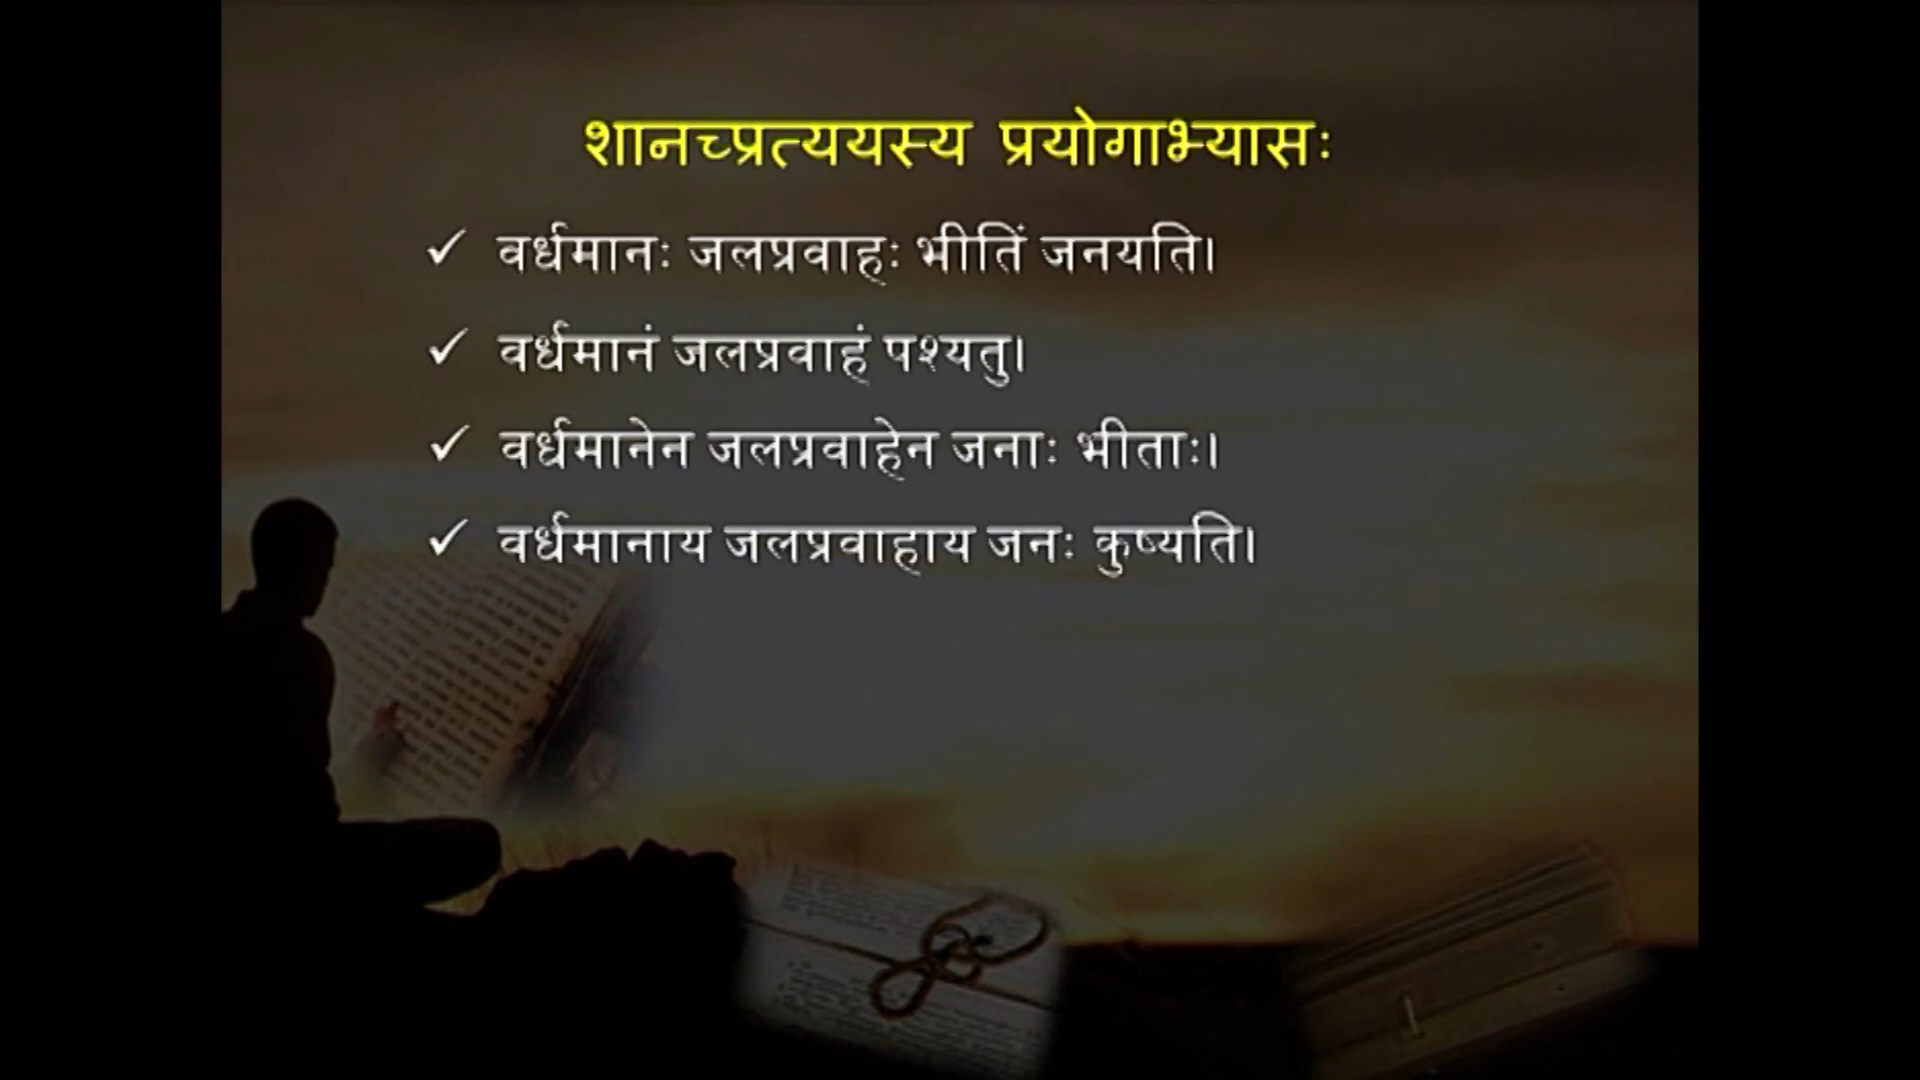 शानच्प्रत्ययस्य प्रयोगाभ्यासः
✓ वर्धमानः जलप्रवाहः भीतिं जनयति।
✓ वर्धमानं जलप्रवाहं पश्यतु।
✓ वर्धमानेन जलप्रवाहेन जनाः भीताः।
✓ वर्धमानाय जलप्रवाहाय जनः कुष्यति।